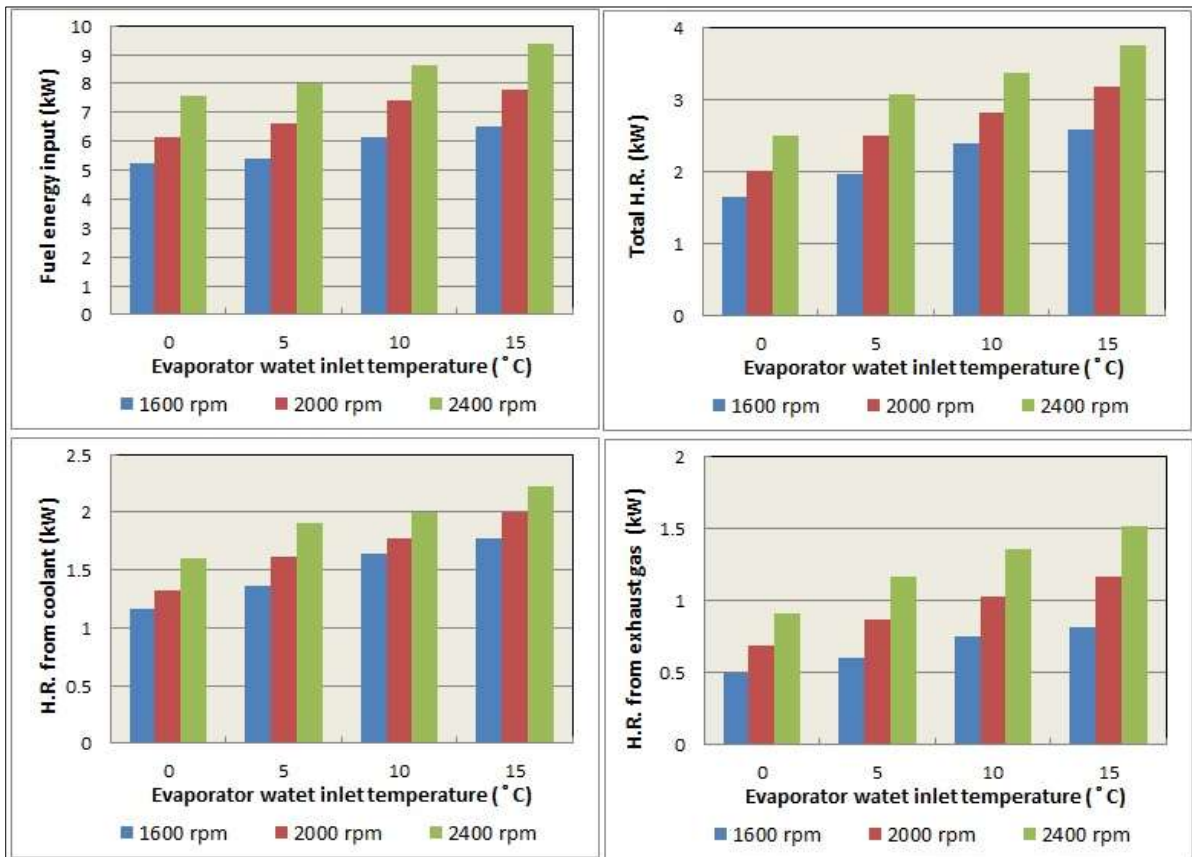 Fuel energy input (kW)
10
9
8
7
6
5
4
3
2
1
0
0 5 10 15
Evaporator watet inlet temperature (˚C)
1600 rpm 2000 rpm 2400 rpm
Total H.R. (kW)
4
3
2
1
0
0 5 10 15
Evaporator watet inlet temperature (˚C)
1600 rpm 2000 rpm 2400 rpm
H.R. from coolant (kW)
2.5
2
1.5
1
0.5
0
0 5 10 15
Evaporator watet inlet temperature (˚C)
1600 rpm 2000 rpm 2400 rpm
H.R. from exhaust gas (kW)
2
1.5
1
0.5
0
0 5 10 15
Evaporator watet inlet temperature (˚C)
1600 rpm 2000 rpm 2400 rpm